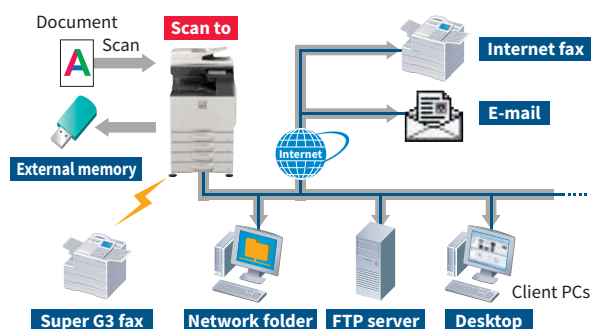 Document
Scan to
Scan
A
Internet fax
E-mail
Internet
External memory
Client PCs
Super G3 fax
Network folder
FTP server
Desktop